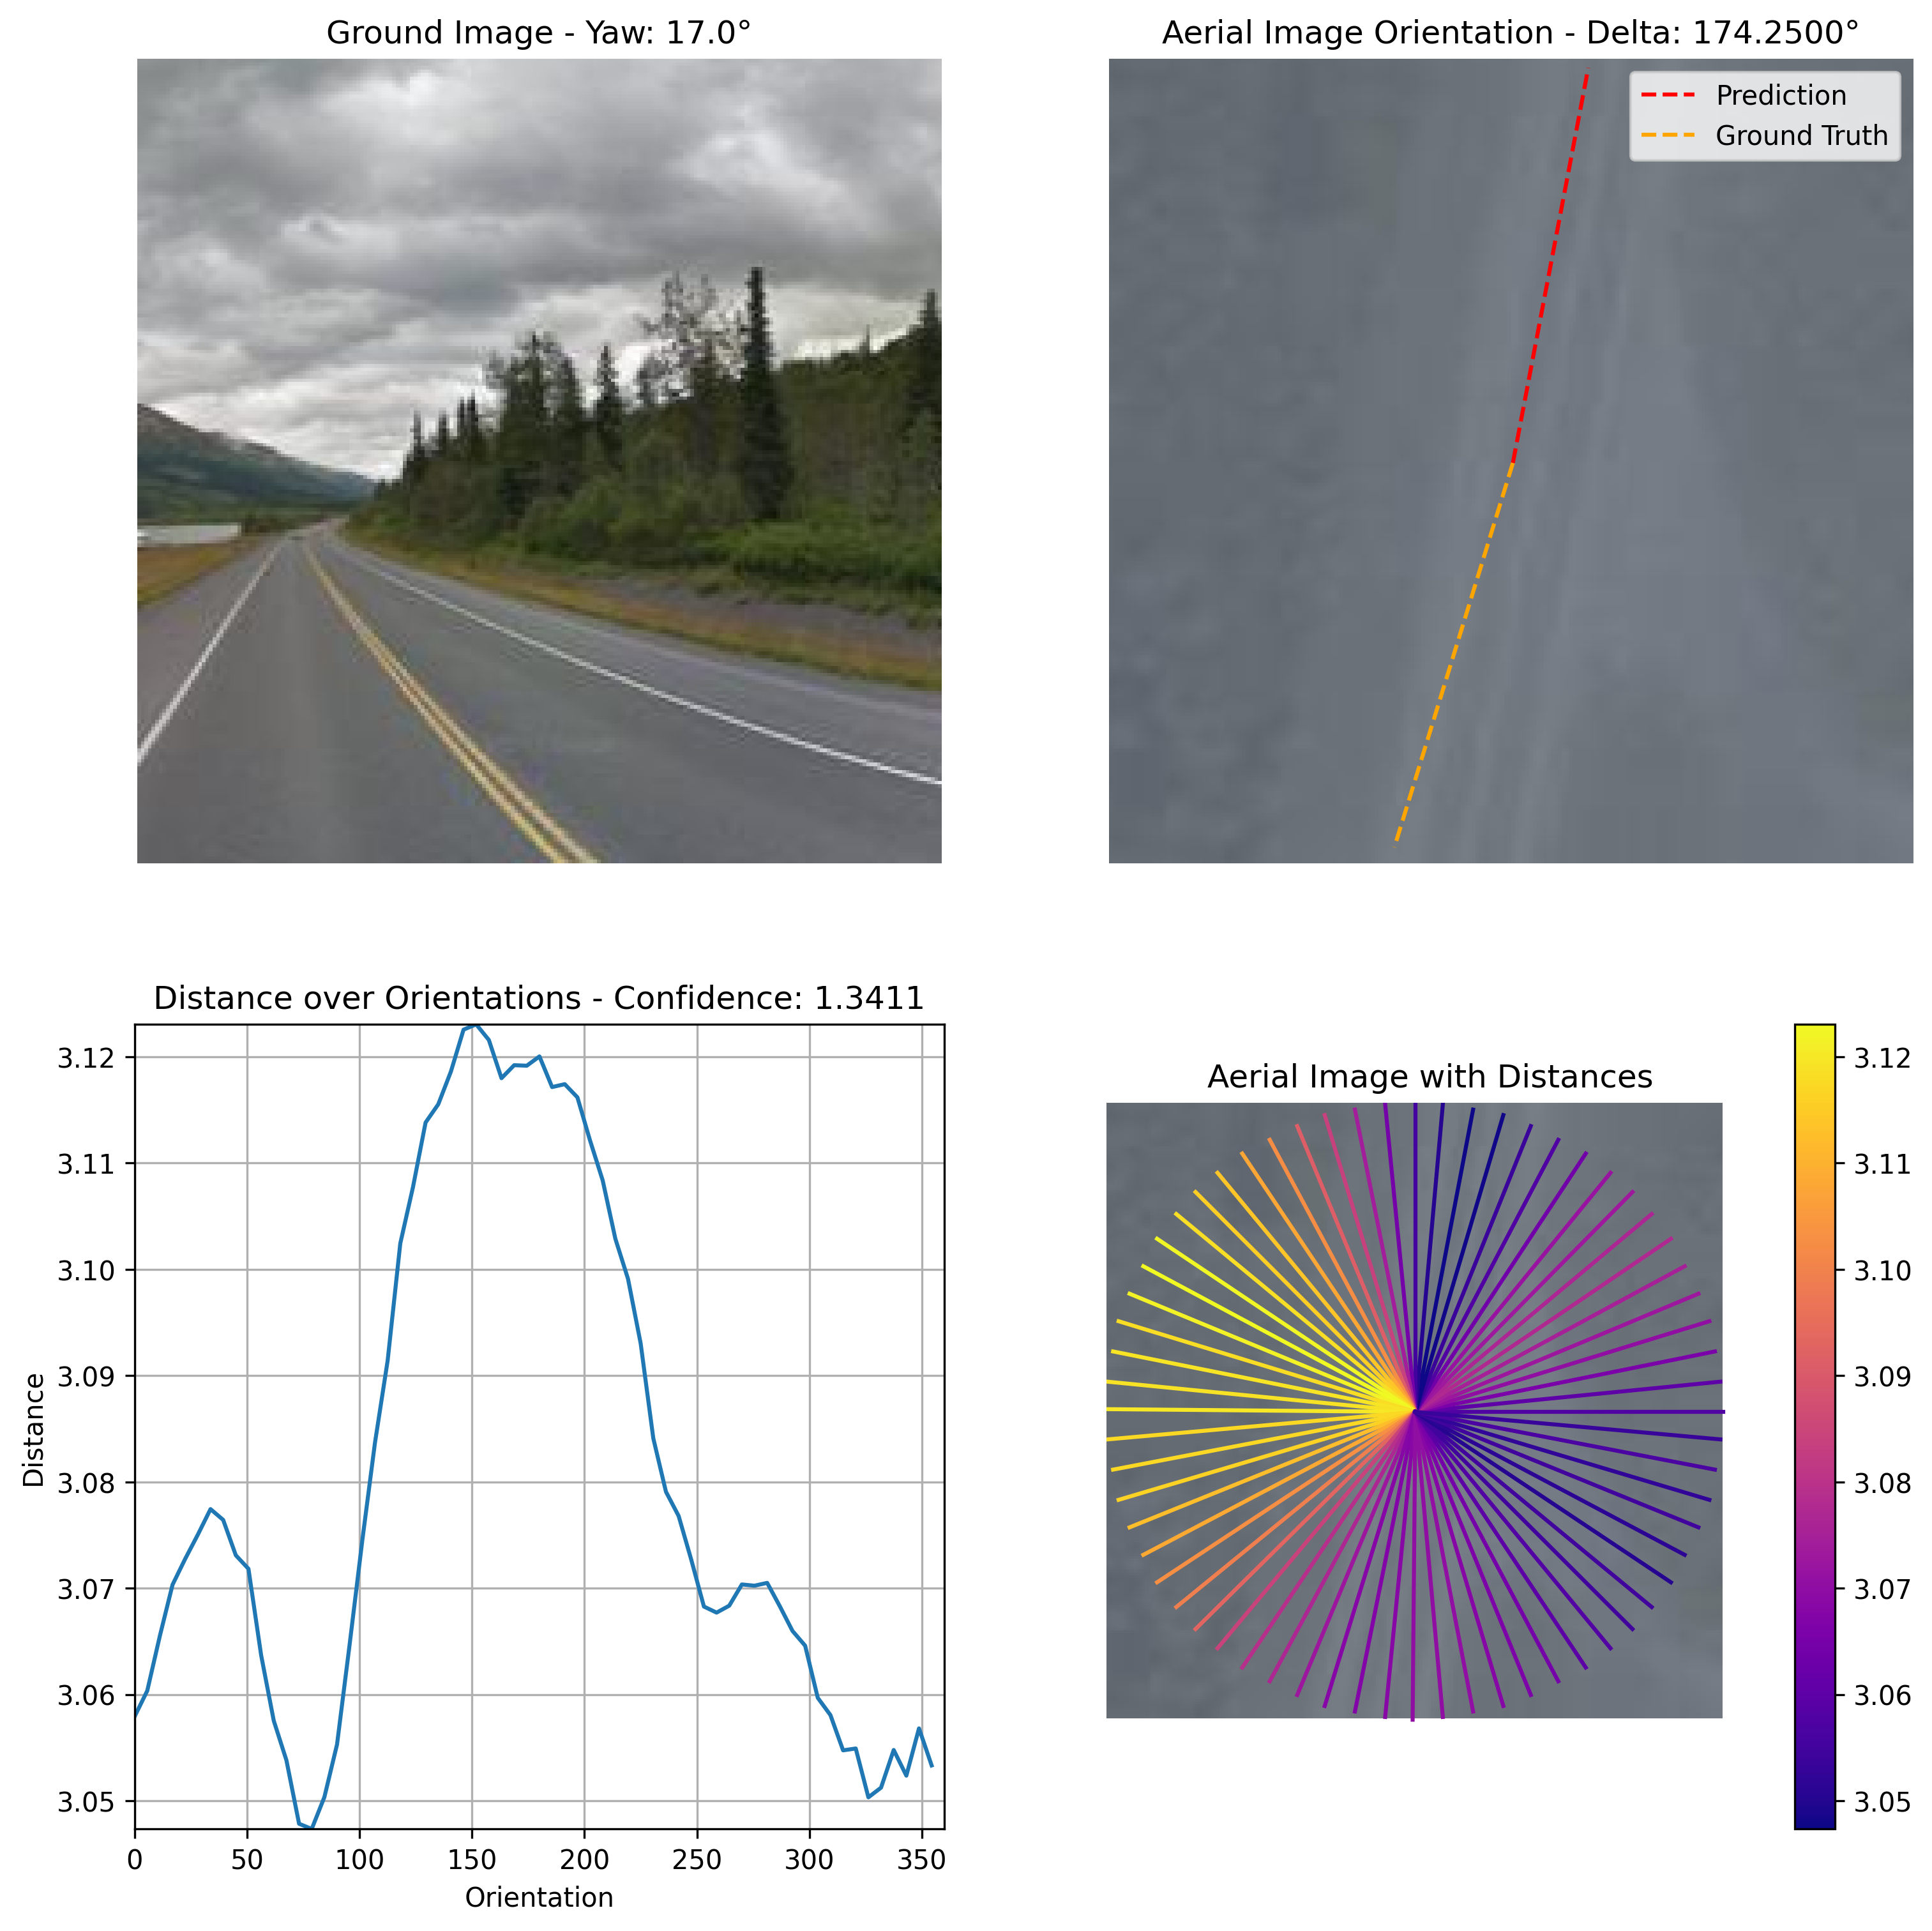 Ground Image - Yaw: 17.0°
Aerial Image Orientation - Delta: 174.2500°
Prediction
Ground Truth
Distance over Orientations - Confidence: 1.3411
3.12
3.11
3.10
3.09
3.08
3.07
3.06
3.05
Distance
0 50 100 150 200 250 300 350
Orientation
Aerial Image with Distances
3.12
3.11
3.10
3.09
3.08
3.07
3.06
3.05